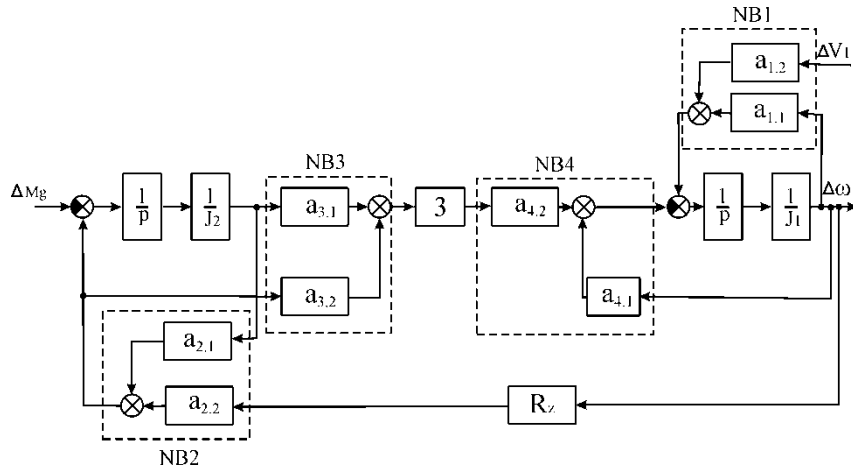 NB1
a1.2
ΔV1
a1.1
NB3
NB4
ΔMg
1/p
1/J2
a3.1
3
a4.2
1/p
1/J1
Δω
a3.2
a4.1
a2.1
a2.2
Rz
NB2